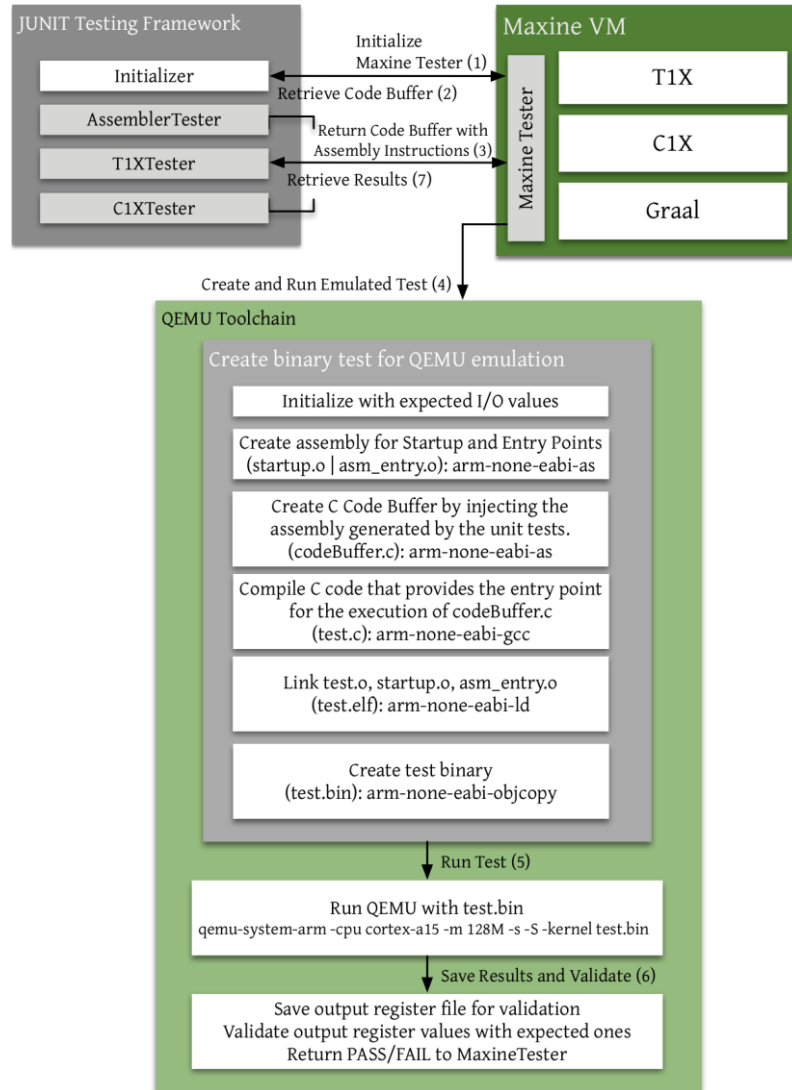 JUNIT Testing Framework
Initializer
AssemblerTester
T1XTester
C1XTester
Initialize
Maxine Tester (1)
Retrieve Code Buffer (2)
Return Code Buffer with
Assembly Instructions (3)
Retrieve Results (7)
Maxine VM
Maxine Tester
T1X
C1X
Graal
Create and Run Emulated Test (4)
QEMU Toolchain
Create binary test for QEMU emulation
Initialize with expected I/O values
Create assembly for Startup and Entry Points
(startup.o | asm_entry.o): arm-none-eabi-as
Create C Code Buffer by injecting the
assembly generated by the unit tests.
(codeBuffer.c): arm-none-eabi-as
Compile C code that provides the entry point
for the execution of codeBuffer.c
(test.c): arm-none-eabi-gcc
Link test.o, startup.o, asm_entry.o
(test.elf): arm-none-eabi-ld
Create test binary
(test.bin): arm-none-eabi-objcopy
Run Test (5)
Run QEMU with test.bin
qemu-system-arm -cpu cortex-a15 -m 128M -s -S -kernel test.bin
Save Results and Validate (6)
Save output register file for validation
Validate output register values with expected ones
Return PASS/FAIL to MaxineTester